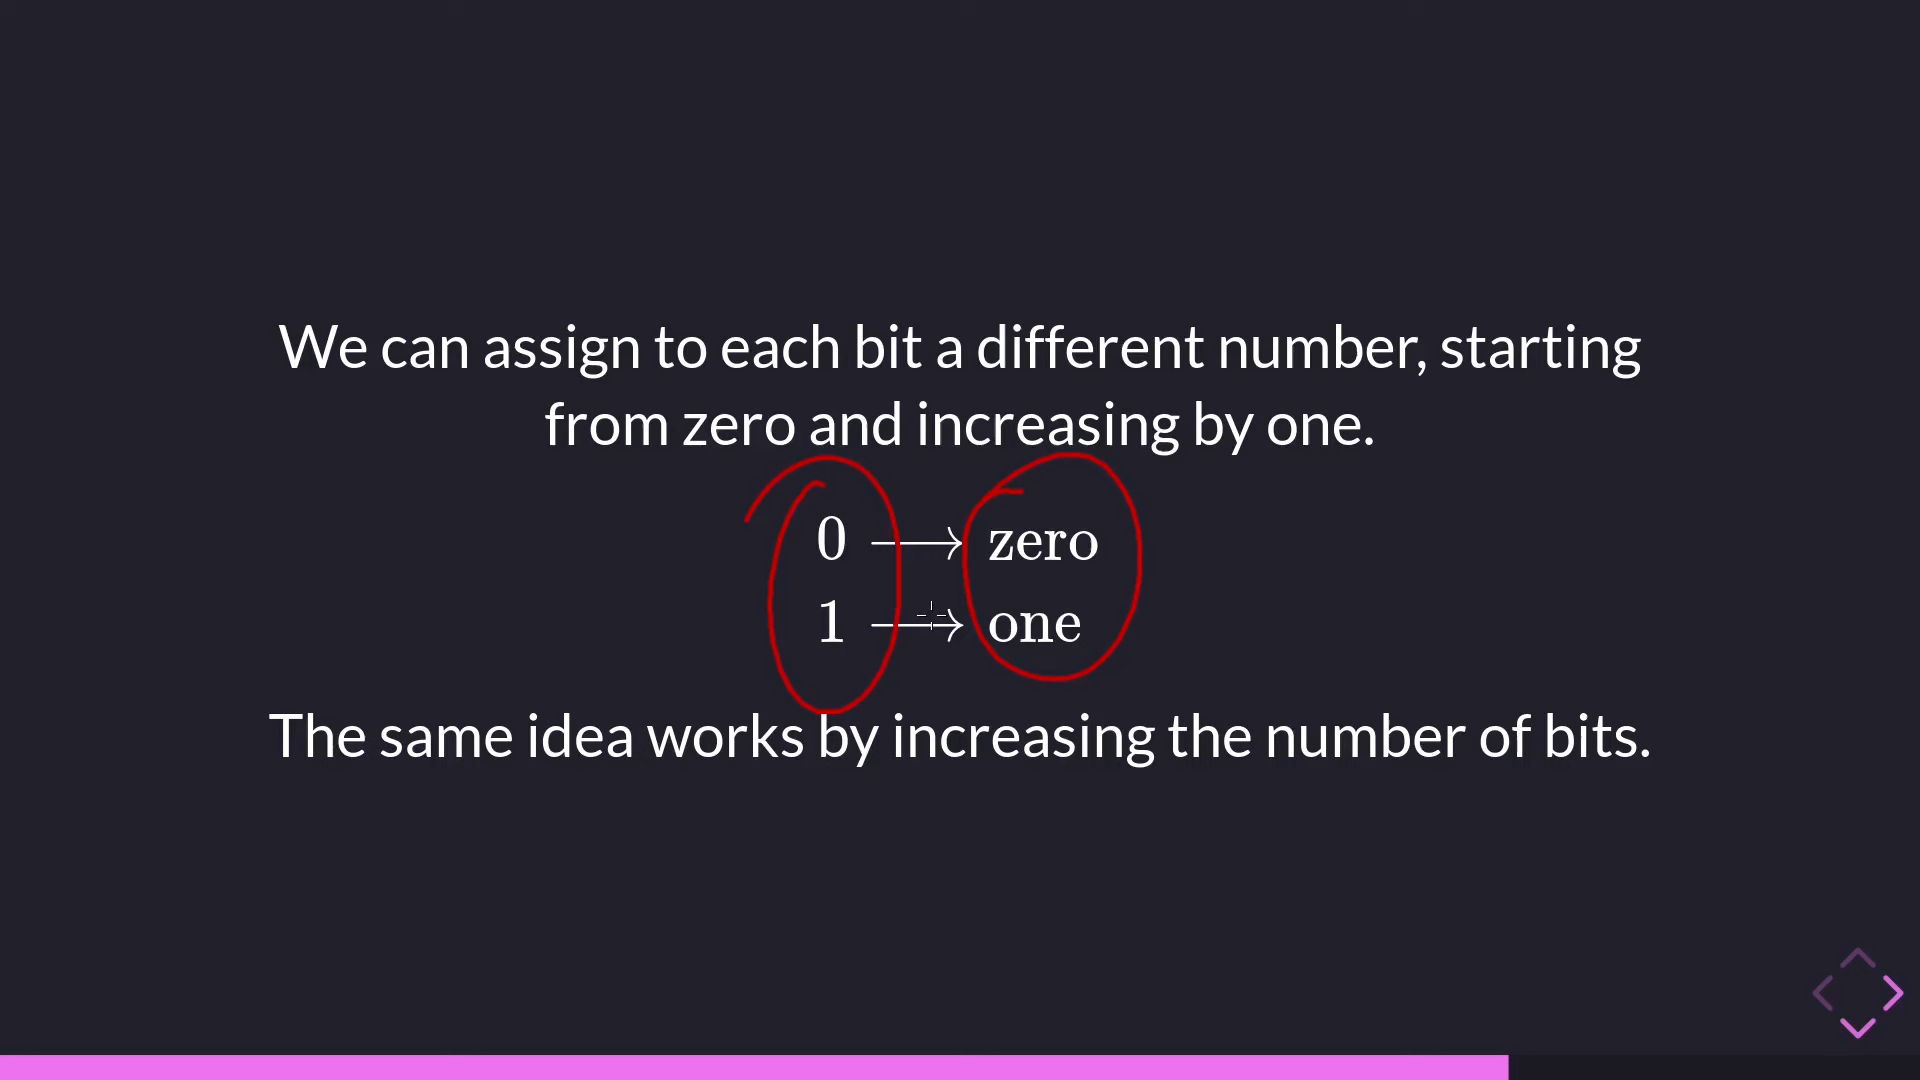 We can assign to each bit a different number, starting
from zero and increasing by one.
0 ⟶ zero
1 ⟶ one
The same idea works by increasing the number of bits.